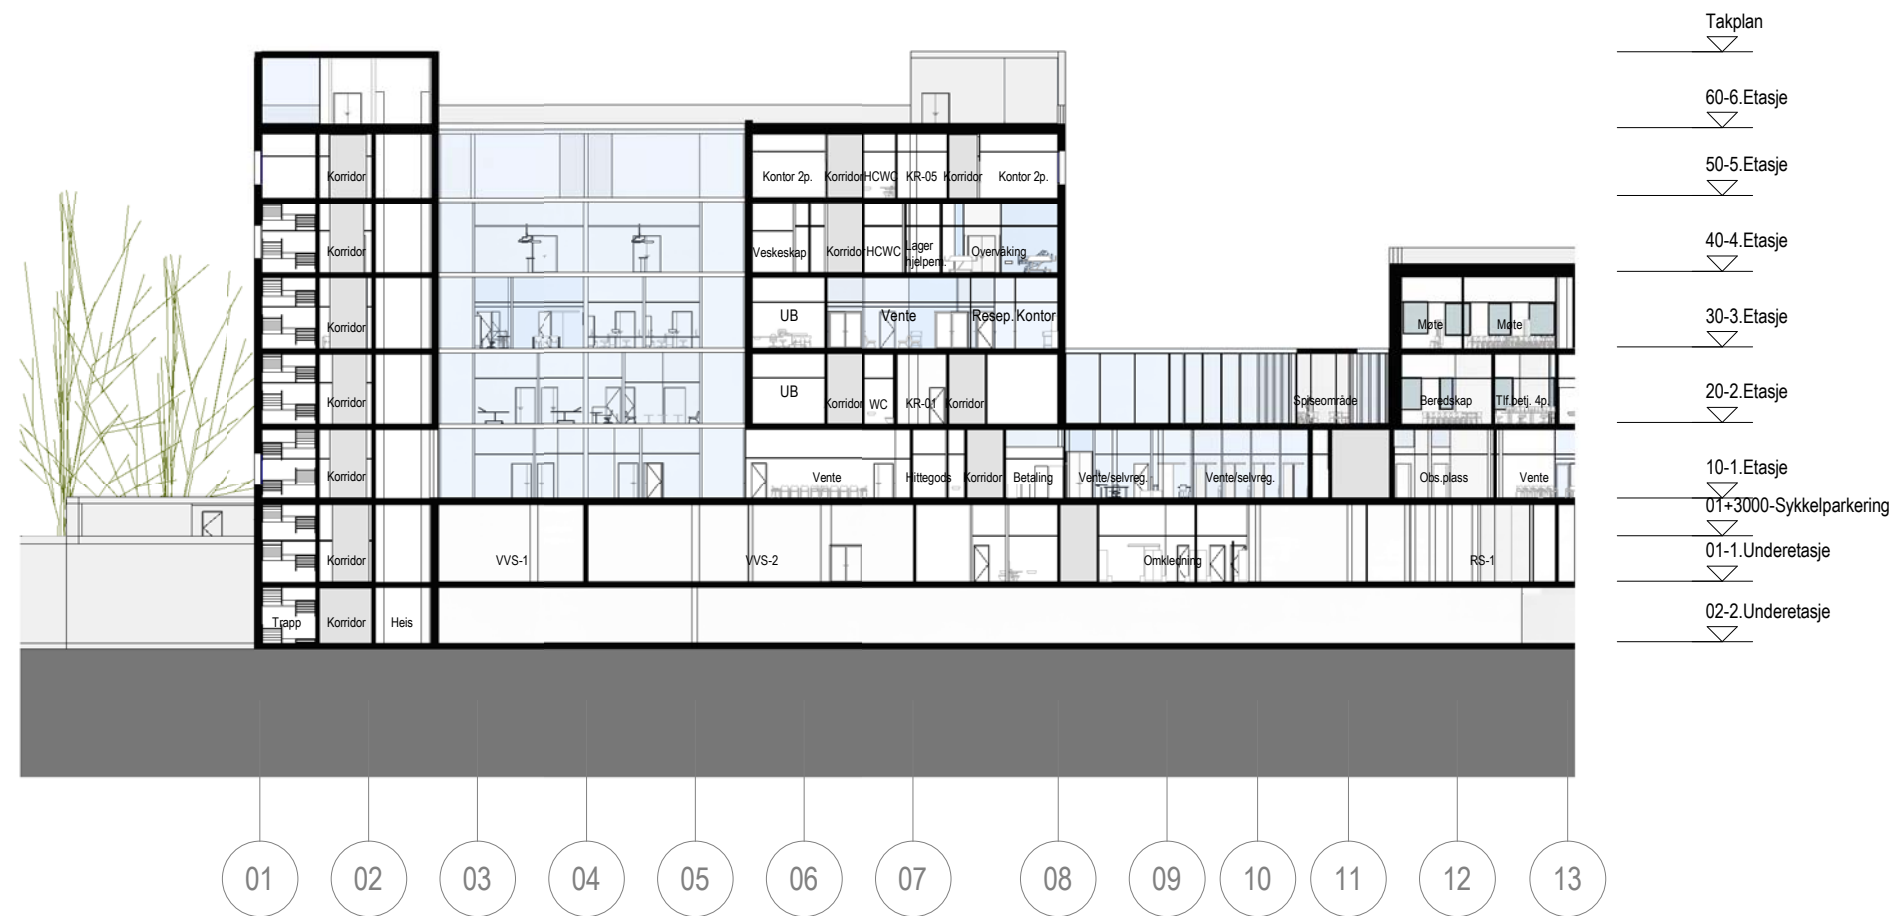 Takplan
60-6.Etasje
50-5.Etasje
Korridor
Kontor 2p.
Korridor
HCWC
KR-05
Korridor
Kontor 2p.
40-4.Etasje
Korridor
Veskeskap
Korridor
HCWC
Lager
hjelpem.
Overvåking
30-3.Etasje
Korridor
UB
Vente
Resep.
Kontor
Møte
Møte
20-2.Etasje
Korridor
UB
Korridor
WC
KR-01
Korridor
Spiseområde
Beredskap
Tlf.betj. 4p.
10-1.Etasje
Korridor
Vente
Hittegods
Korridor
Betaling
Vente/selvreg.
Vente/selvreg.
Obs.plass
Vente
01+3000-Sykkelparkering
01-1.Underetasje
Korridor
VVS-1
VVS-2
Omkledning
RS-1
02-2.Underetasje
Trapp
Korridor
Heis
01
02
03
04
05
06
07
08
09
10
11
12
13